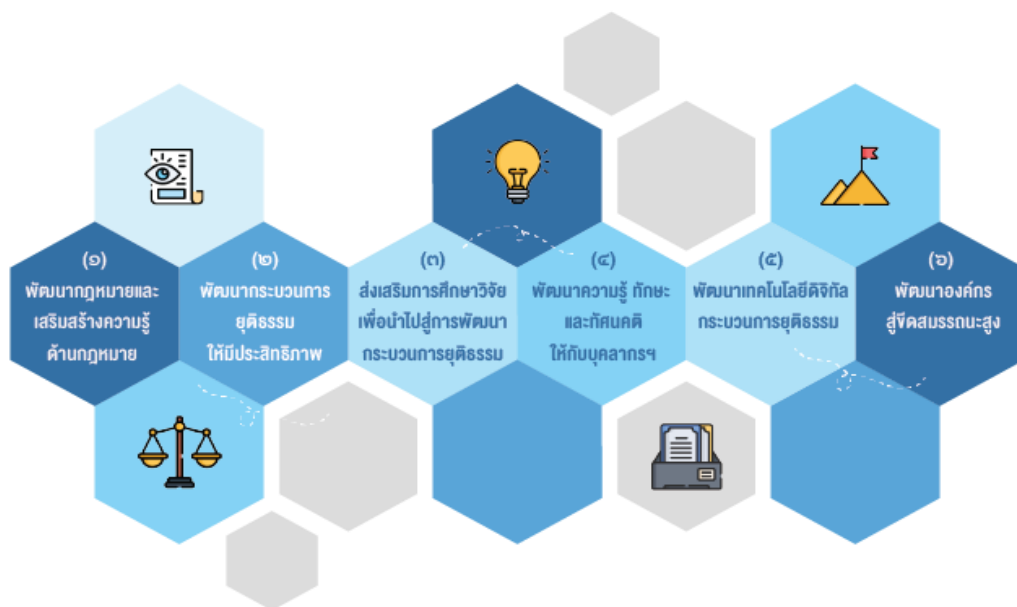 (๑)
พัฒนากฎหมายและ
เสริมสร้างความรู้
ด้านกฎหมาย
(๒)
พัฒนากระบวนการ
ยุติธรรม
ให้มีประสิทธิภาพ
(๓)
ส่งเสริมการศึกษาวิจัย
เพื่อนำไปสู่การพัฒนา
กระบวนการยุติธรรม
(๔)
พัฒนาความรู้ ทักษะ
และทัศนคติ
ให้กับบุคลากรฯ
(๕)
พัฒนาเทคโนโลยีดิจิทัล
กระบวนการยุติธรรม
(๖)
พัฒนาองค์กร
สู่ขีดสมรรถนะสูง